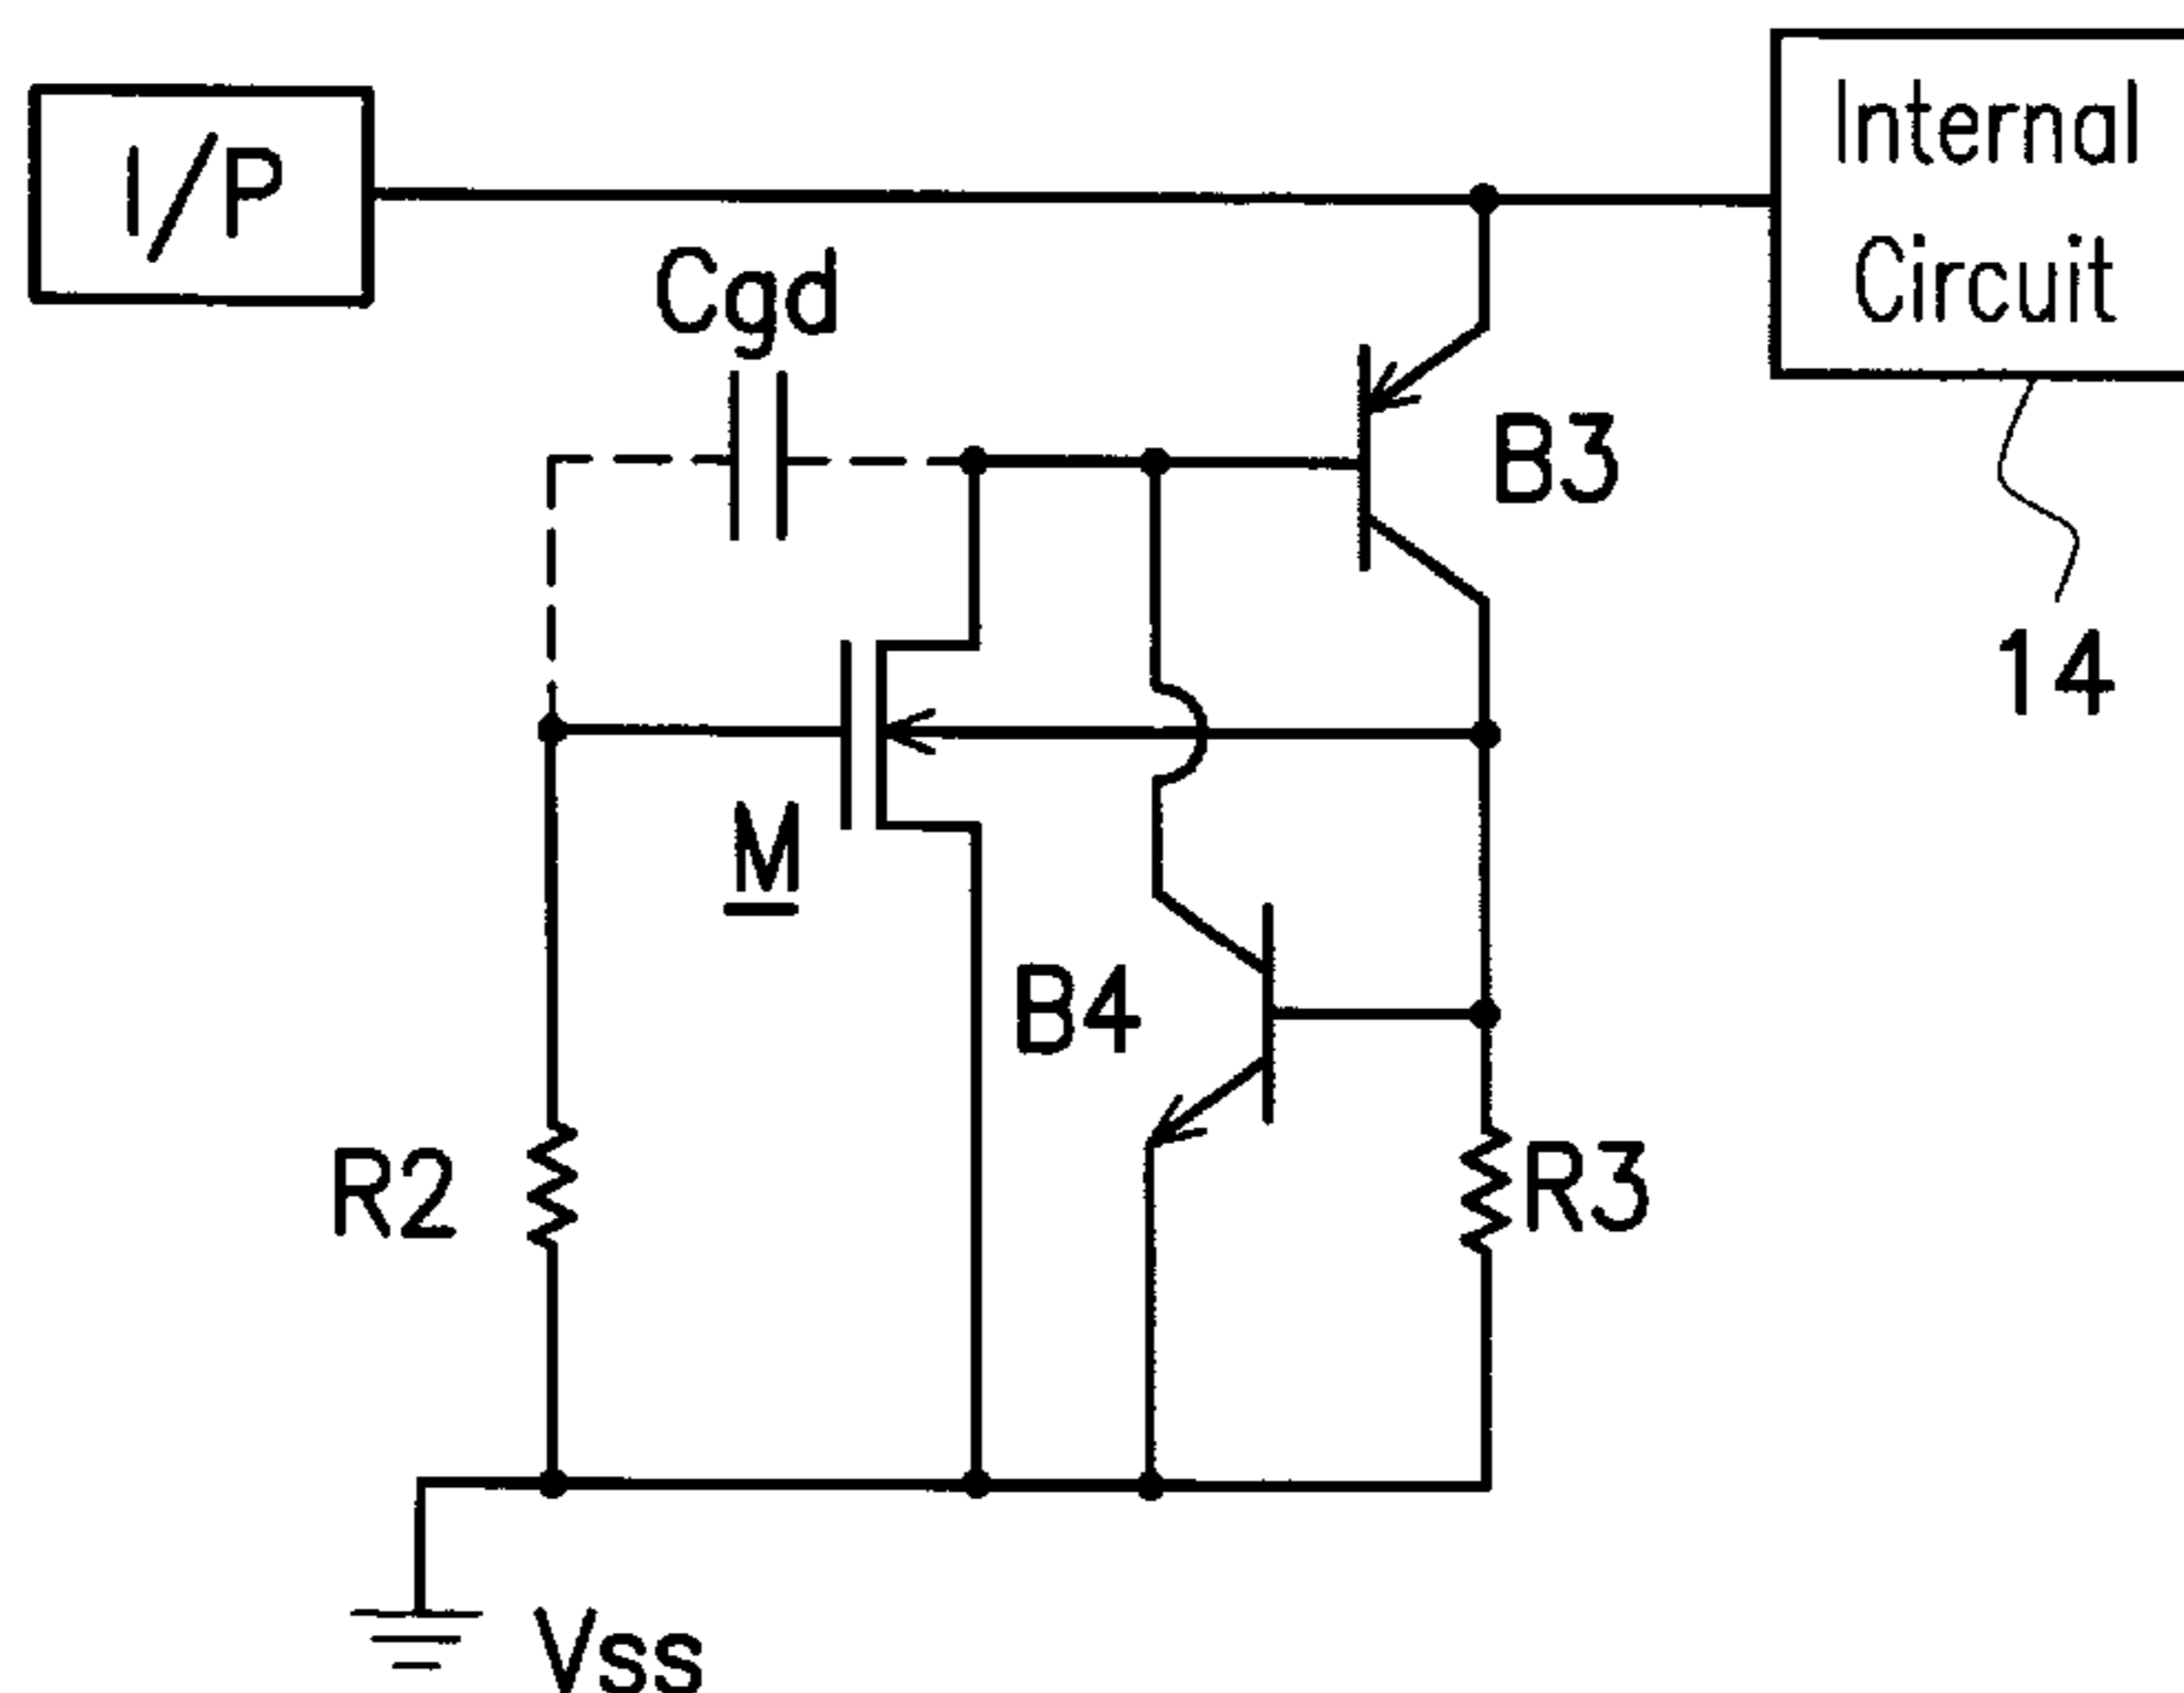 I/P
Internal
Circuit
Cgd
B3
14
M
B4
R2
R3
Vss